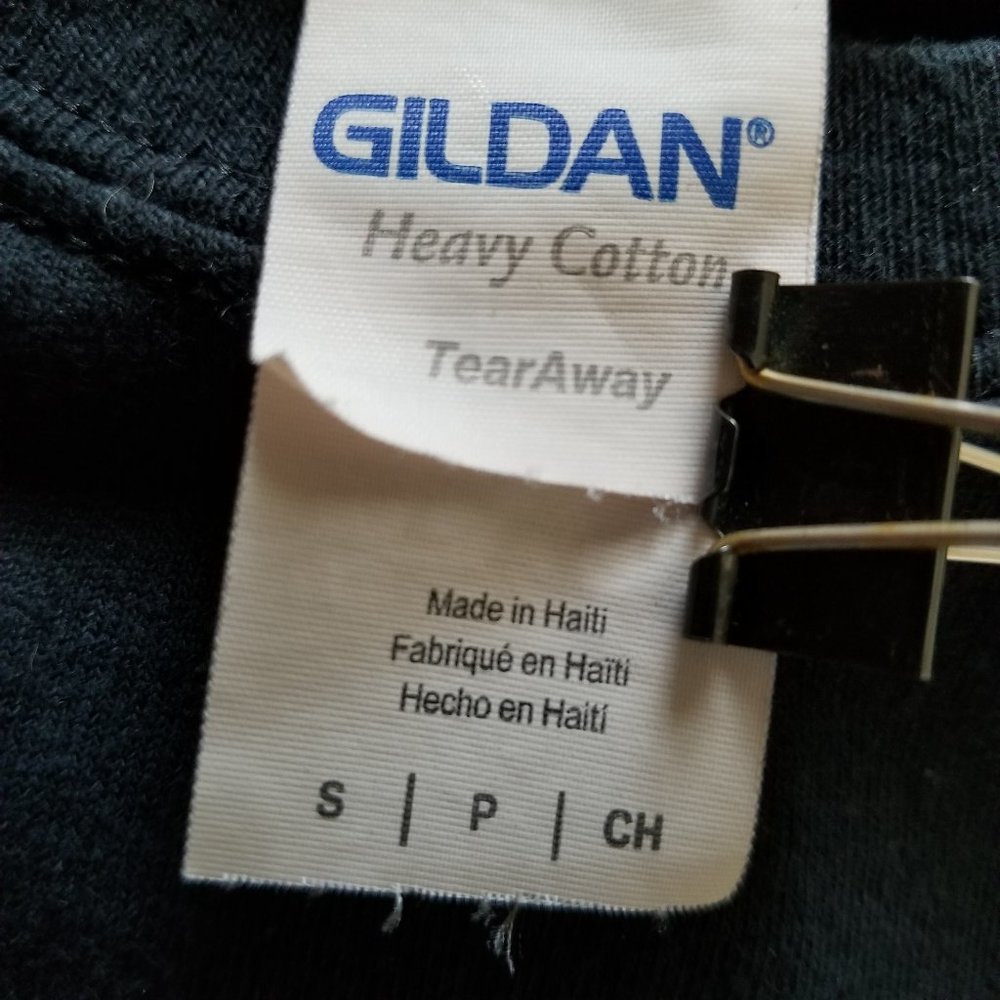 GILDAN®
Heavy Cotton
TearAway
Made in Haiti
Fabriqué en Haïti
Hecho en Haití
S | P | CH